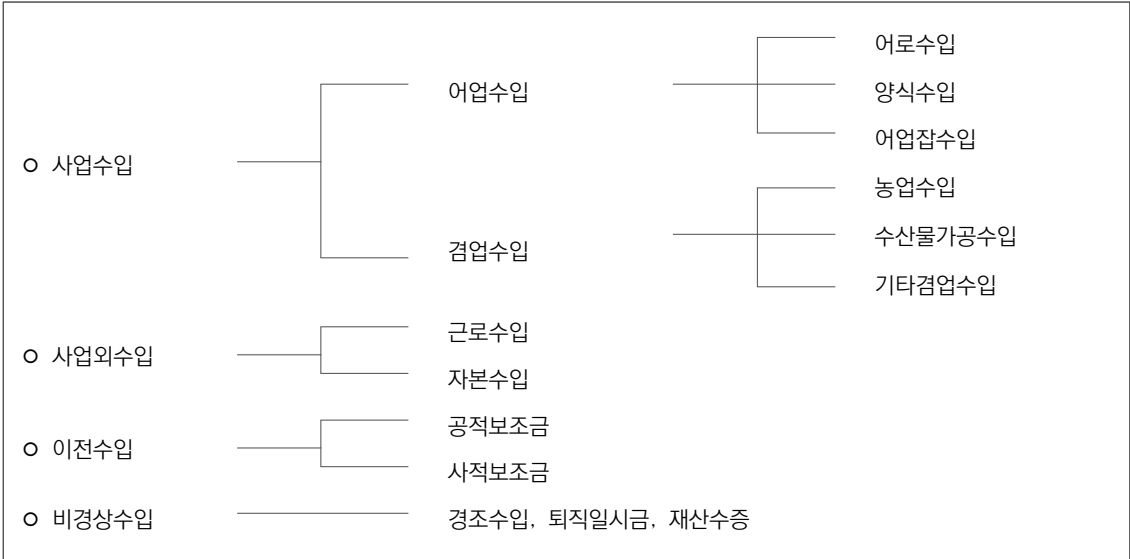 어로수입
어업수입
양식수입
어업잡수입
ㅇ 사업수입
농업수입
겸업수입
수산물가공수입
기타겸업수입
근로수입
ㅇ 사업외수입
자본수입
공적보조금
ㅇ 이전수입
사적보조금
ㅇ 비경상수입 경조수입, 퇴직일시금, 재산수증